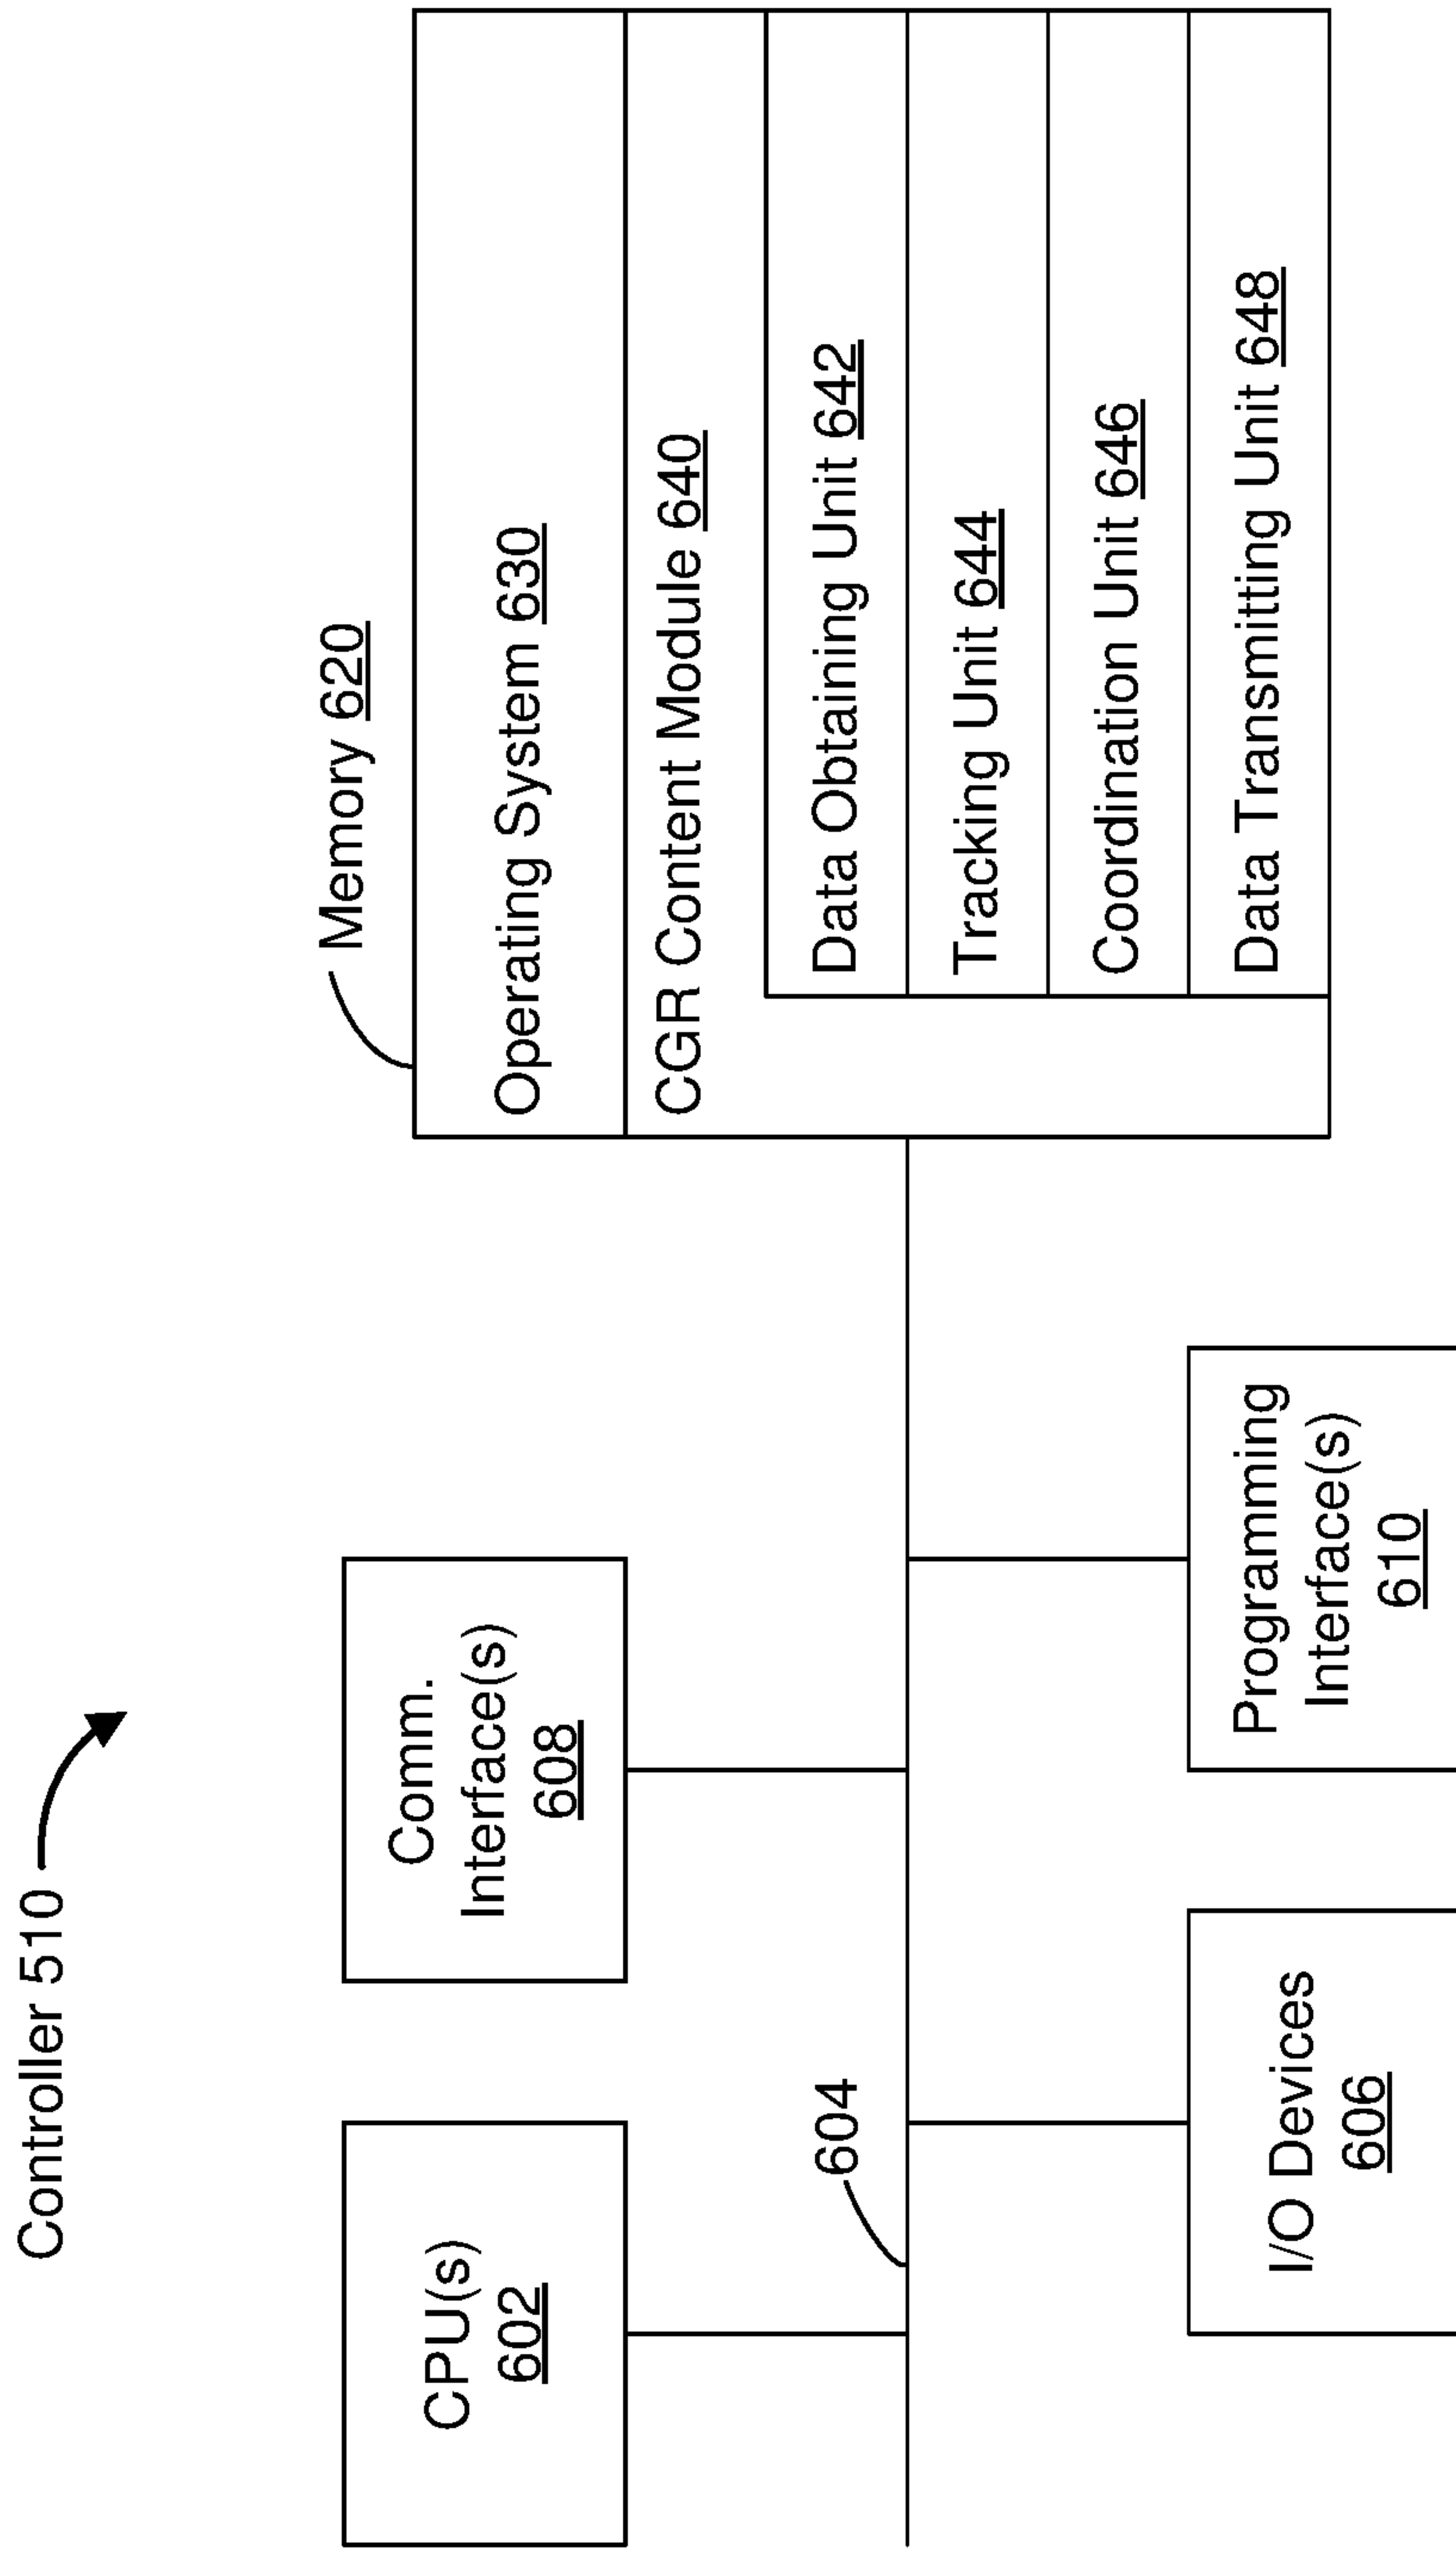 Controller 510
CPU(s)
602
Comm.
Interface(s)
608
Memory 620
Operating System 630
CGR Content Module 640
Data Obtaining Unit 642
Tracking Unit 644
Coordination Unit 646
Data Transmitting Unit 648
604
I/O Devices
606
Programming
Interface(s)
610